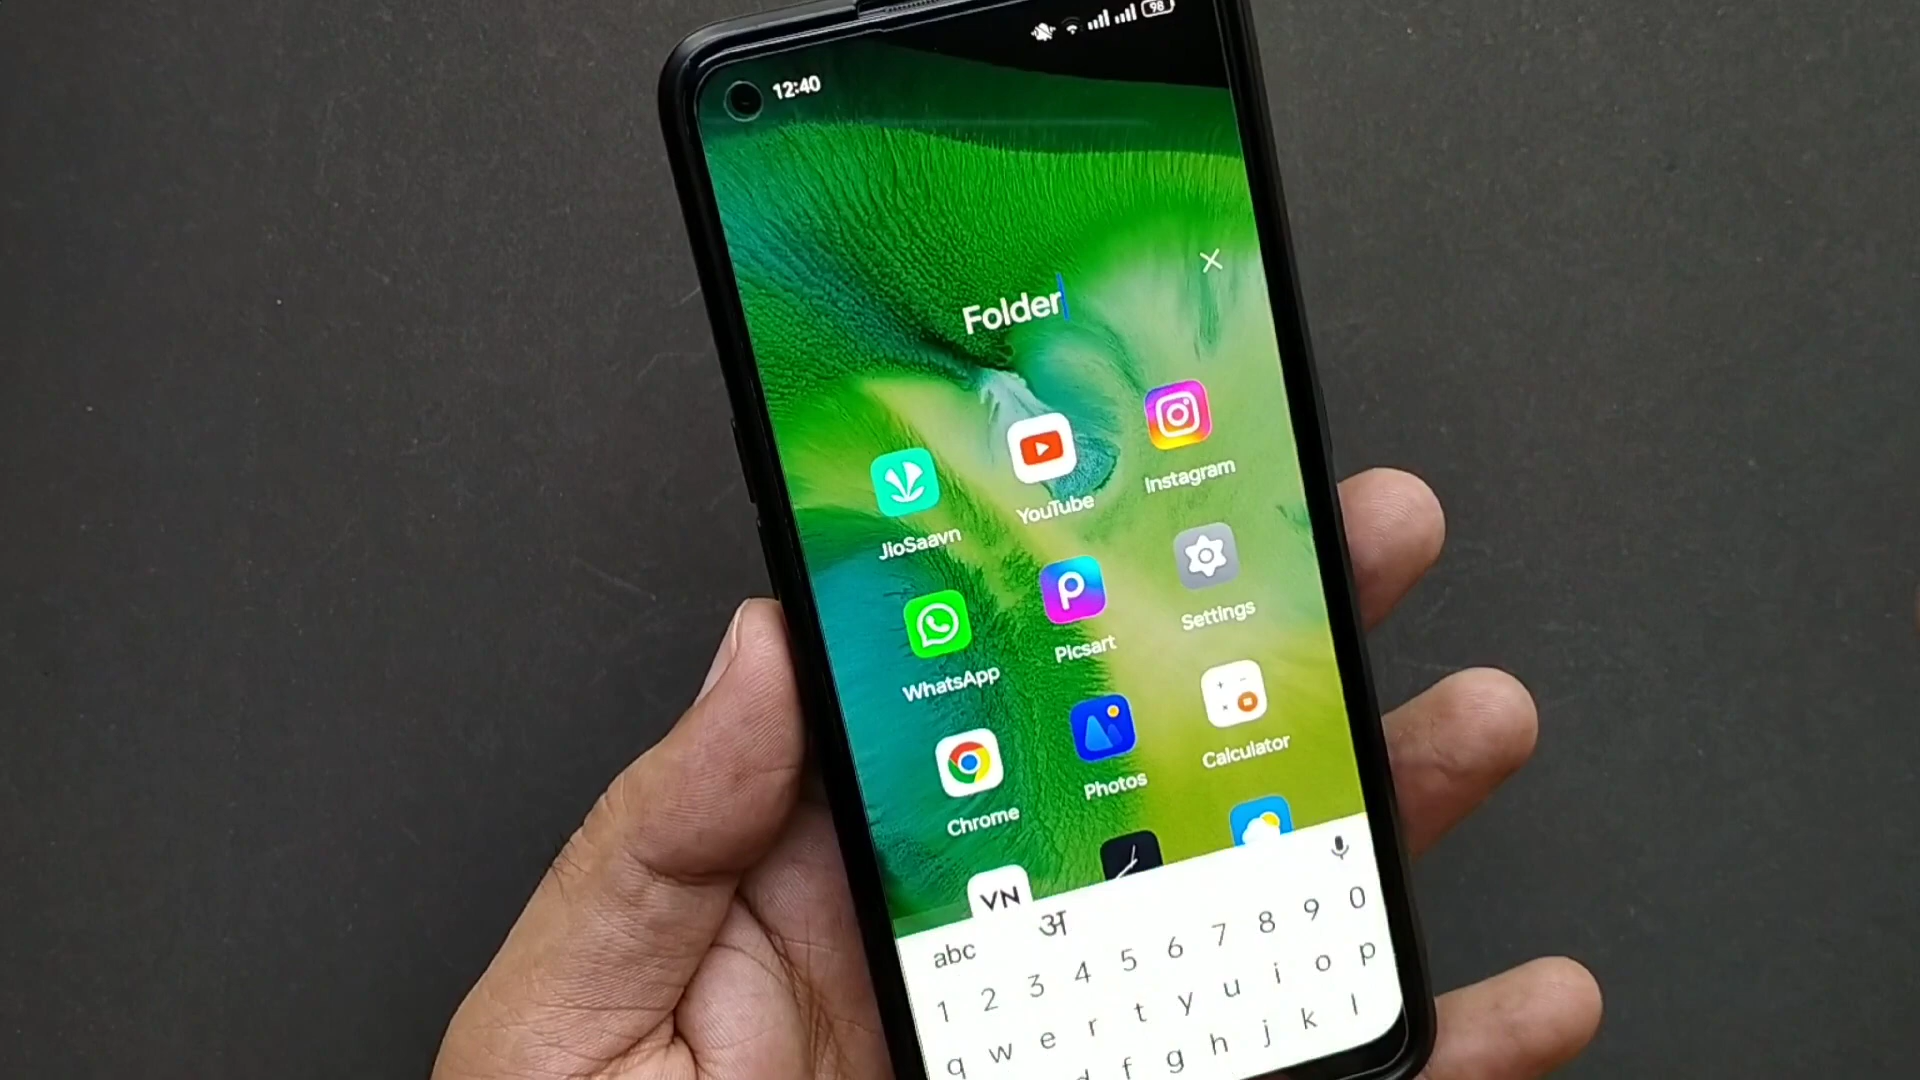 12:40
98
Folder
JioSaavn
YouTube
Instagram
WhatsApp
Picsart
Settings
Chrome
Photos
Calculator
VN
abc
अ
1 2 3 4 5 6 7 8 9 0
q w e r t y u i o p
d f g h j k l